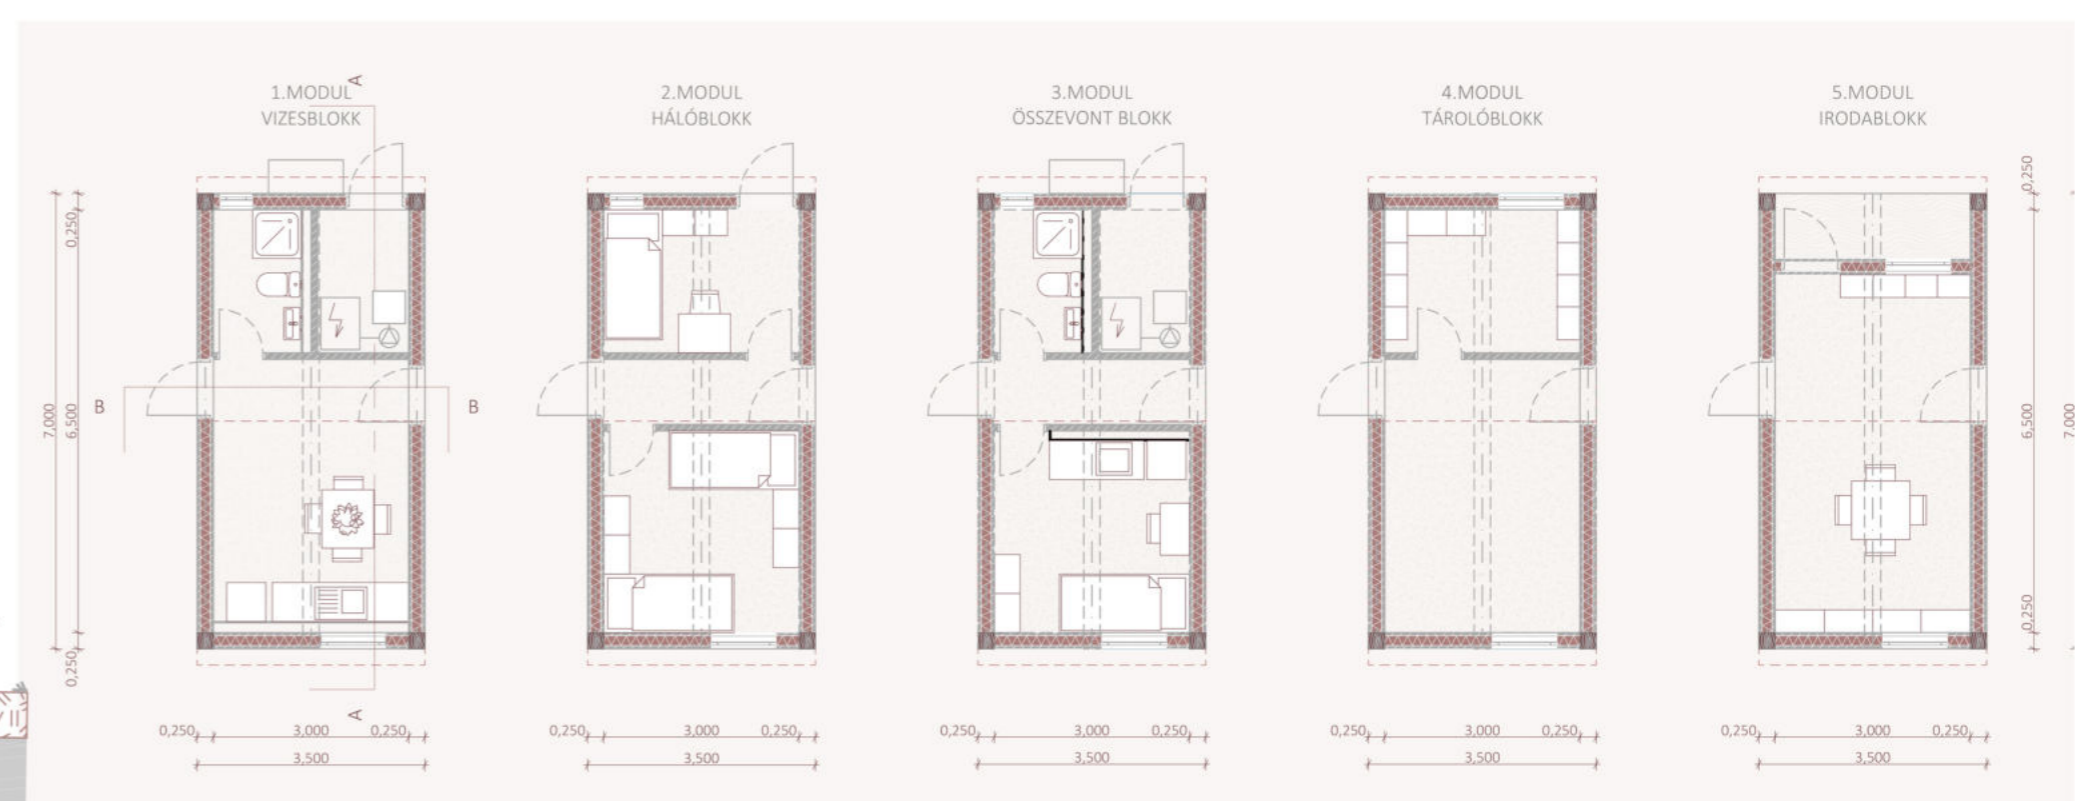 1.MODUL
VIZESBLOKK
2.MODUL
HÁLÓBLOKK
3.MODUL
ÖSSZEVONT BLOKK
4.MODUL
TÁROLÓBLOKK
5.MODUL
IRODABLOKK
A
0,250
7,000
6,500
0,250
B
B
A
0,250
6,500
0,250
7,000
0,250 3,000 0,250
3,500
0,250 3,000 0,250
3,500
0,250 3,000 0,250
3,500
0,250 3,000 0,250
3,500
0,250 3,000 0,250
3,500